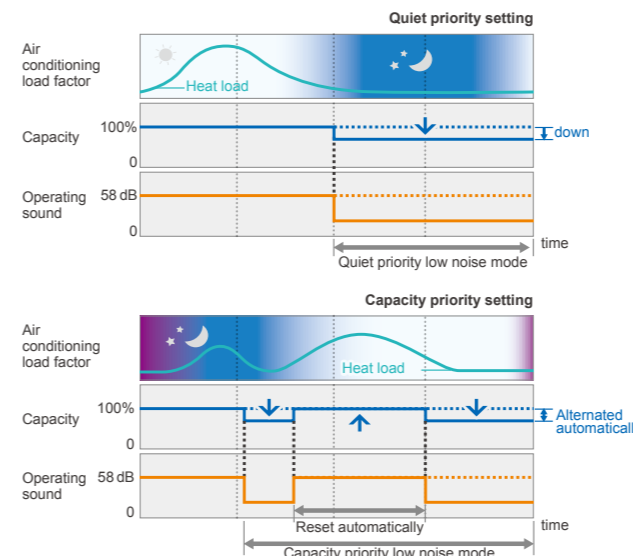 Quiet priority setting
Air
conditioning
load factor
Heat load
Capacity
100%
0
down
Operating
sound
58 dB
0
time
Quiet priority low noise mode
Capacity priority setting
Air
conditioning
load factor
Heat load
Capacity
100%
0
Alternated
automaticall
Operating
sound
58 dB
0
Reset automatically
time
Capacity priority low noise mode